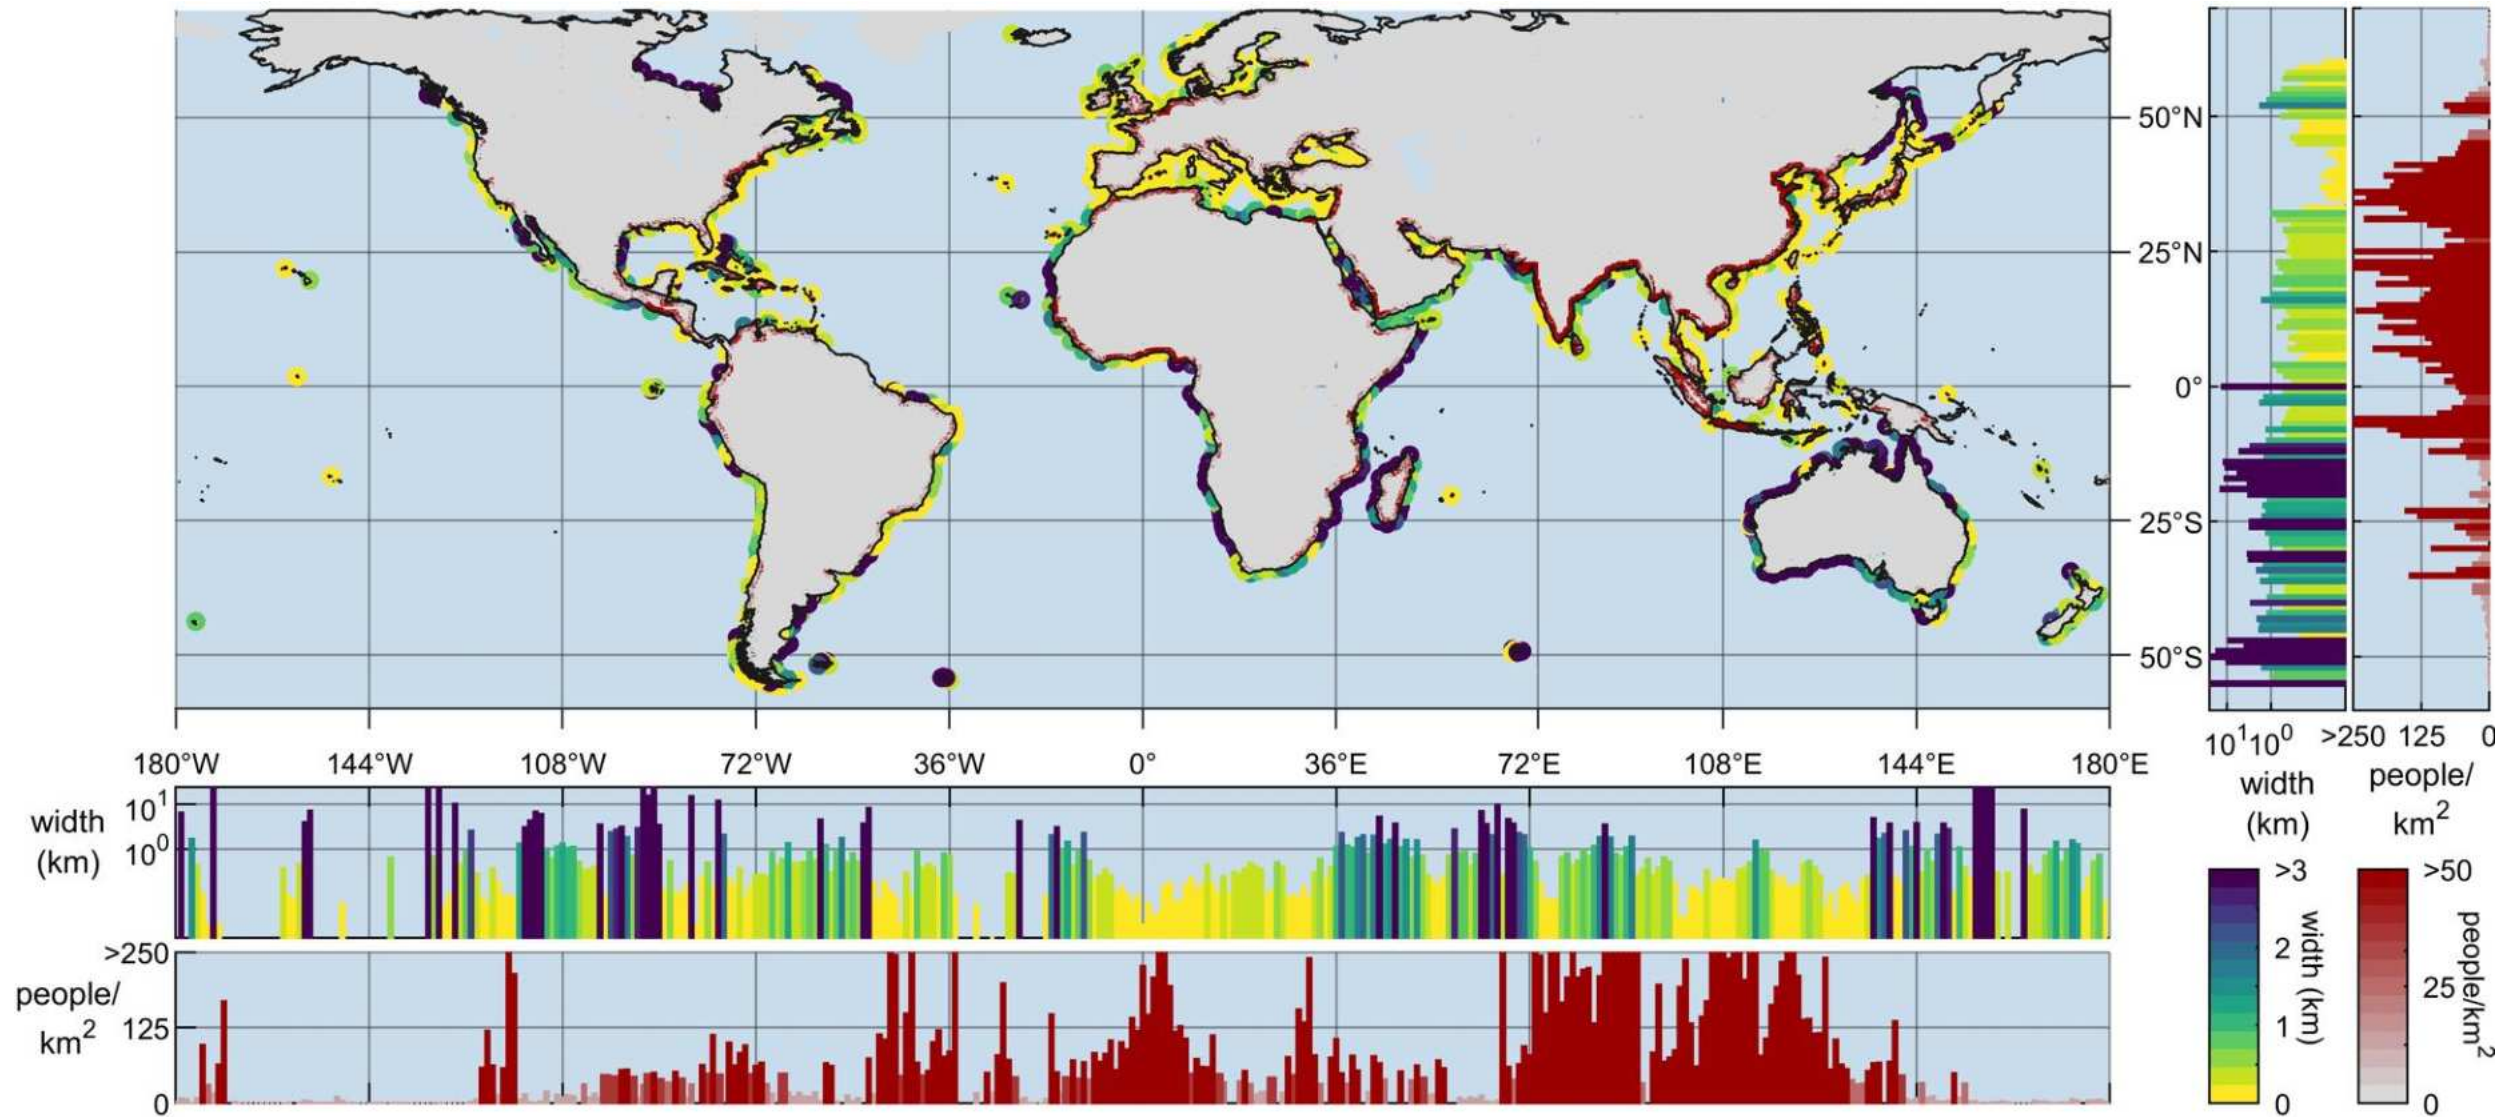 50°N
25°N
0°
25°S
50°S
10¹10⁰ >250 125 0
180°W 144°W 108°W 72°W 36°W 0° 36°E 72°E 108°E 144°E 180°E
width
(km)
people/
km²
10¹
10⁰
width
(km)
>3
2
1
0
width (km)
>50
25
0
people/km²
>250
125
0
people/
km²